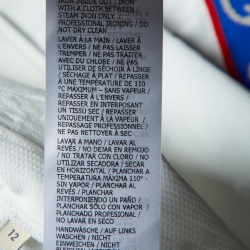 IRON INSIDE OUT / IRON
WITH A CLOTH BETWEEN /
STEAM IRON ONLY /
PROFESSIONAL IRONING / DO
NOT DRY CLEAN
LAVER À LA MAIN / LAVER À
L'ENVERS / NE PAS LAISSER
TREMPER / NE PAS TRAITER
AVEC DU CHLORE / NE PAS
UTILISER DE SÉCHOIR À LINGE
/ SÉCHAGE À PLAT / REPASSER
À UNE TEMPÉRATURE DE 110
°C MAXIMUM – SANS VAPEUR /
REPASSER À L'ENVERS /
REPASSER EN INTERPOSANT
UN TISSU SEC / REPASSER
UNIQUEMENT À LA VAPEUR /
REPASSAGE PROFESSIONNEL /
NE PAS NETTOYER À SEC
LAVAR A MANO / LAVAR AL
REVÉS / NO DEJAR EN REMOJO
/ NO TRATAR CON CLORO / NO
UTILIZAR SECADORA / SECAR
EN HORIZONTAL / PLANCHAR A
TEMPERATURA MÁXIMA 110° -
SIN VAPOR / PLANCHAR AL
REVÉS / PLANCHAR
INTERPONIENDO UN PAÑO /
PLANCHAR SÓLO CON VAPOR /
PLANCHADO PROFESIONAL /
NO LAVAR EN SECO
HANDWÄSCHE / AUF LINKS
WASCHEN / NICHT
EINWEICHEN / NICHT
12